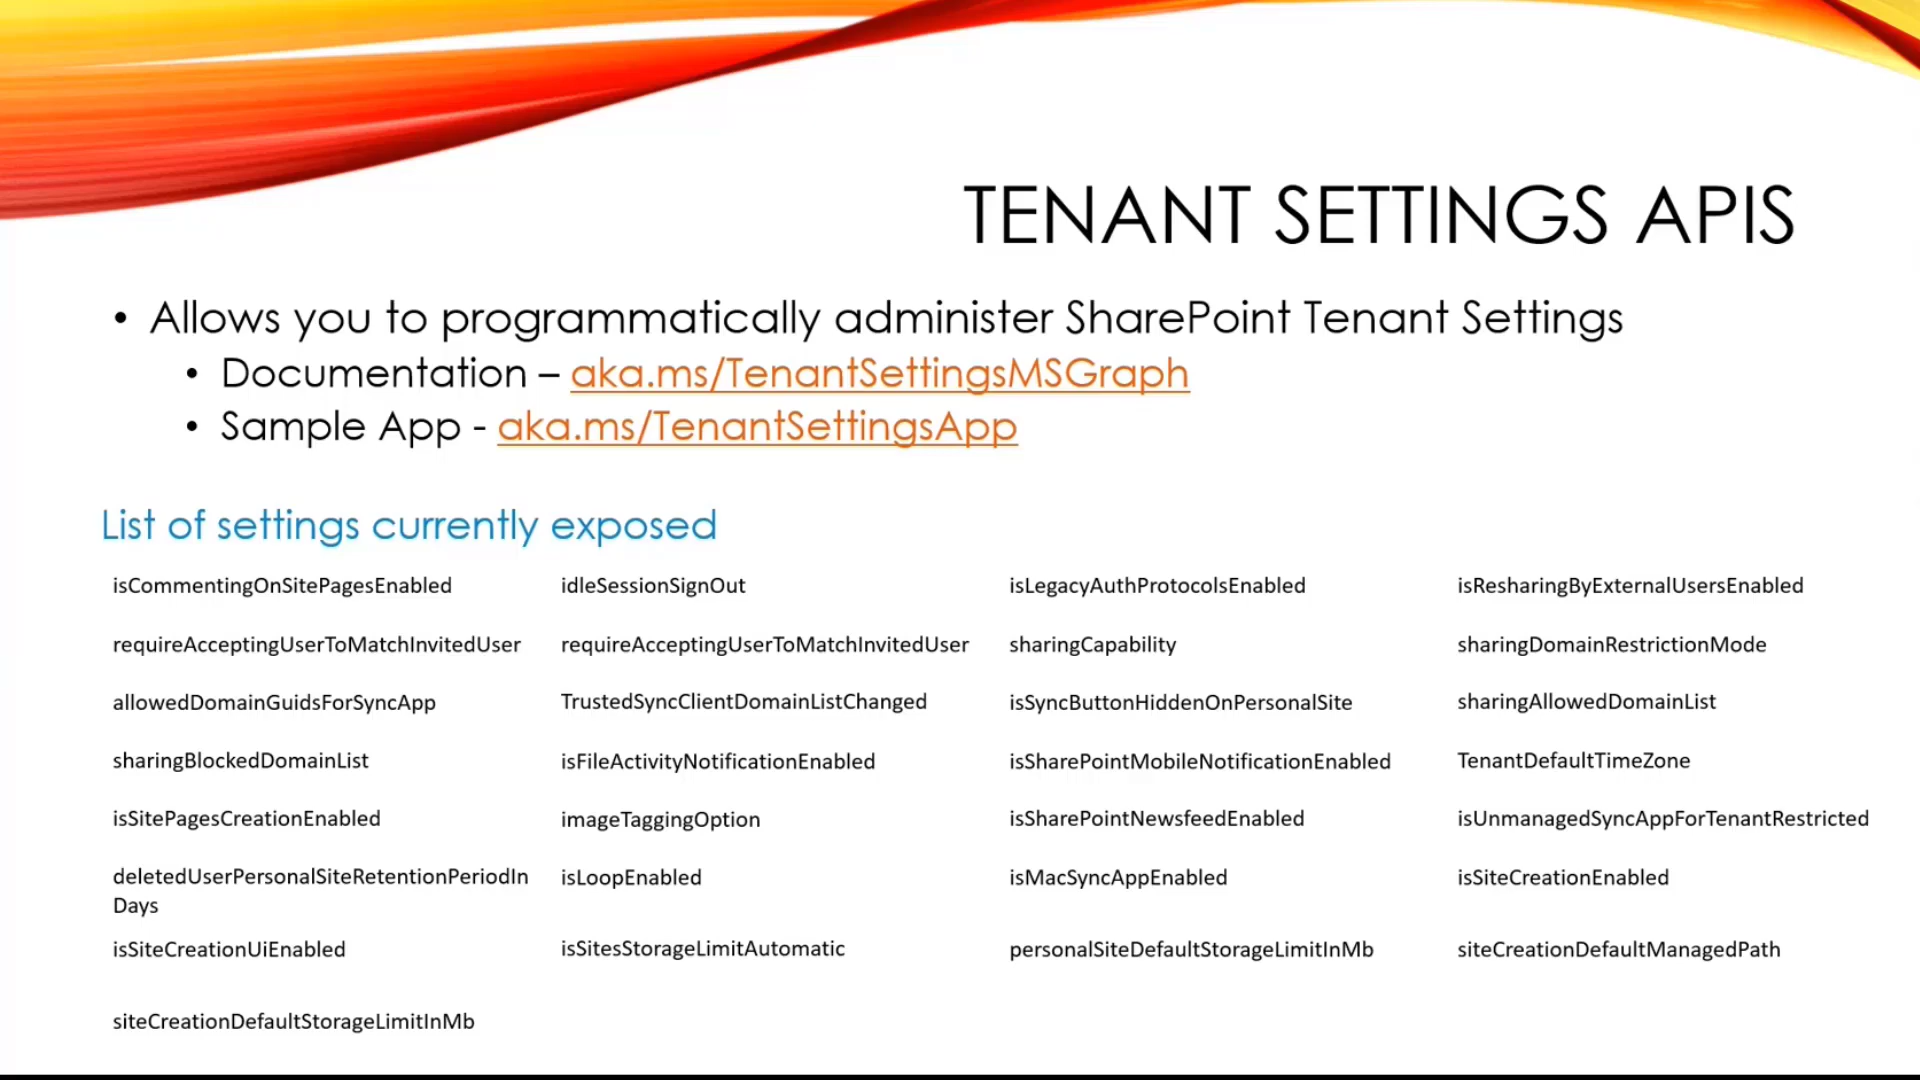 TENANT SETTINGS APIS
• Allows you to programmatically administer SharePoint Tenant Settings
• Documentation – aka.ms/TenantSettingsMSGraph
• Sample App - aka.ms/TenantSettingsApp
List of settings currently exposed
isCommentingOnSitePagesEnabled idleSessionSignOut isLegacyAuthProtocolsEnabled isResharingByExternalUsersEnabled
requireAcceptingUserToMatchInvitedUser requireAcceptingUserToMatchInvitedUser sharingCapability sharingDomainRestrictionMode
allowedDomainGuidsForSyncApp TrustedSyncClientDomainListChanged isSyncButtonHiddenOnPersonalSite sharingAllowedDomainList
sharingBlockedDomainList isFileActivityNotificationEnabled isSharePointMobileNotificationEnabled TenantDefaultTimeZone
isSitePagesCreationEnabled imageTaggingOption isSharePointNewsfeedEnabled isUnmanagedSyncAppForTenantRestricted
deletedUserPersonalSiteRetentionPeriodIn isLoopEnabled isMacSyncAppEnabled isSiteCreationEnabled
Days
isSiteCreationUiEnabled isSitesStorageLimitAutomatic personalSiteDefaultStorageLimitInMb siteCreationDefaultManagedPath
siteCreationDefaultStorageLimitInMb